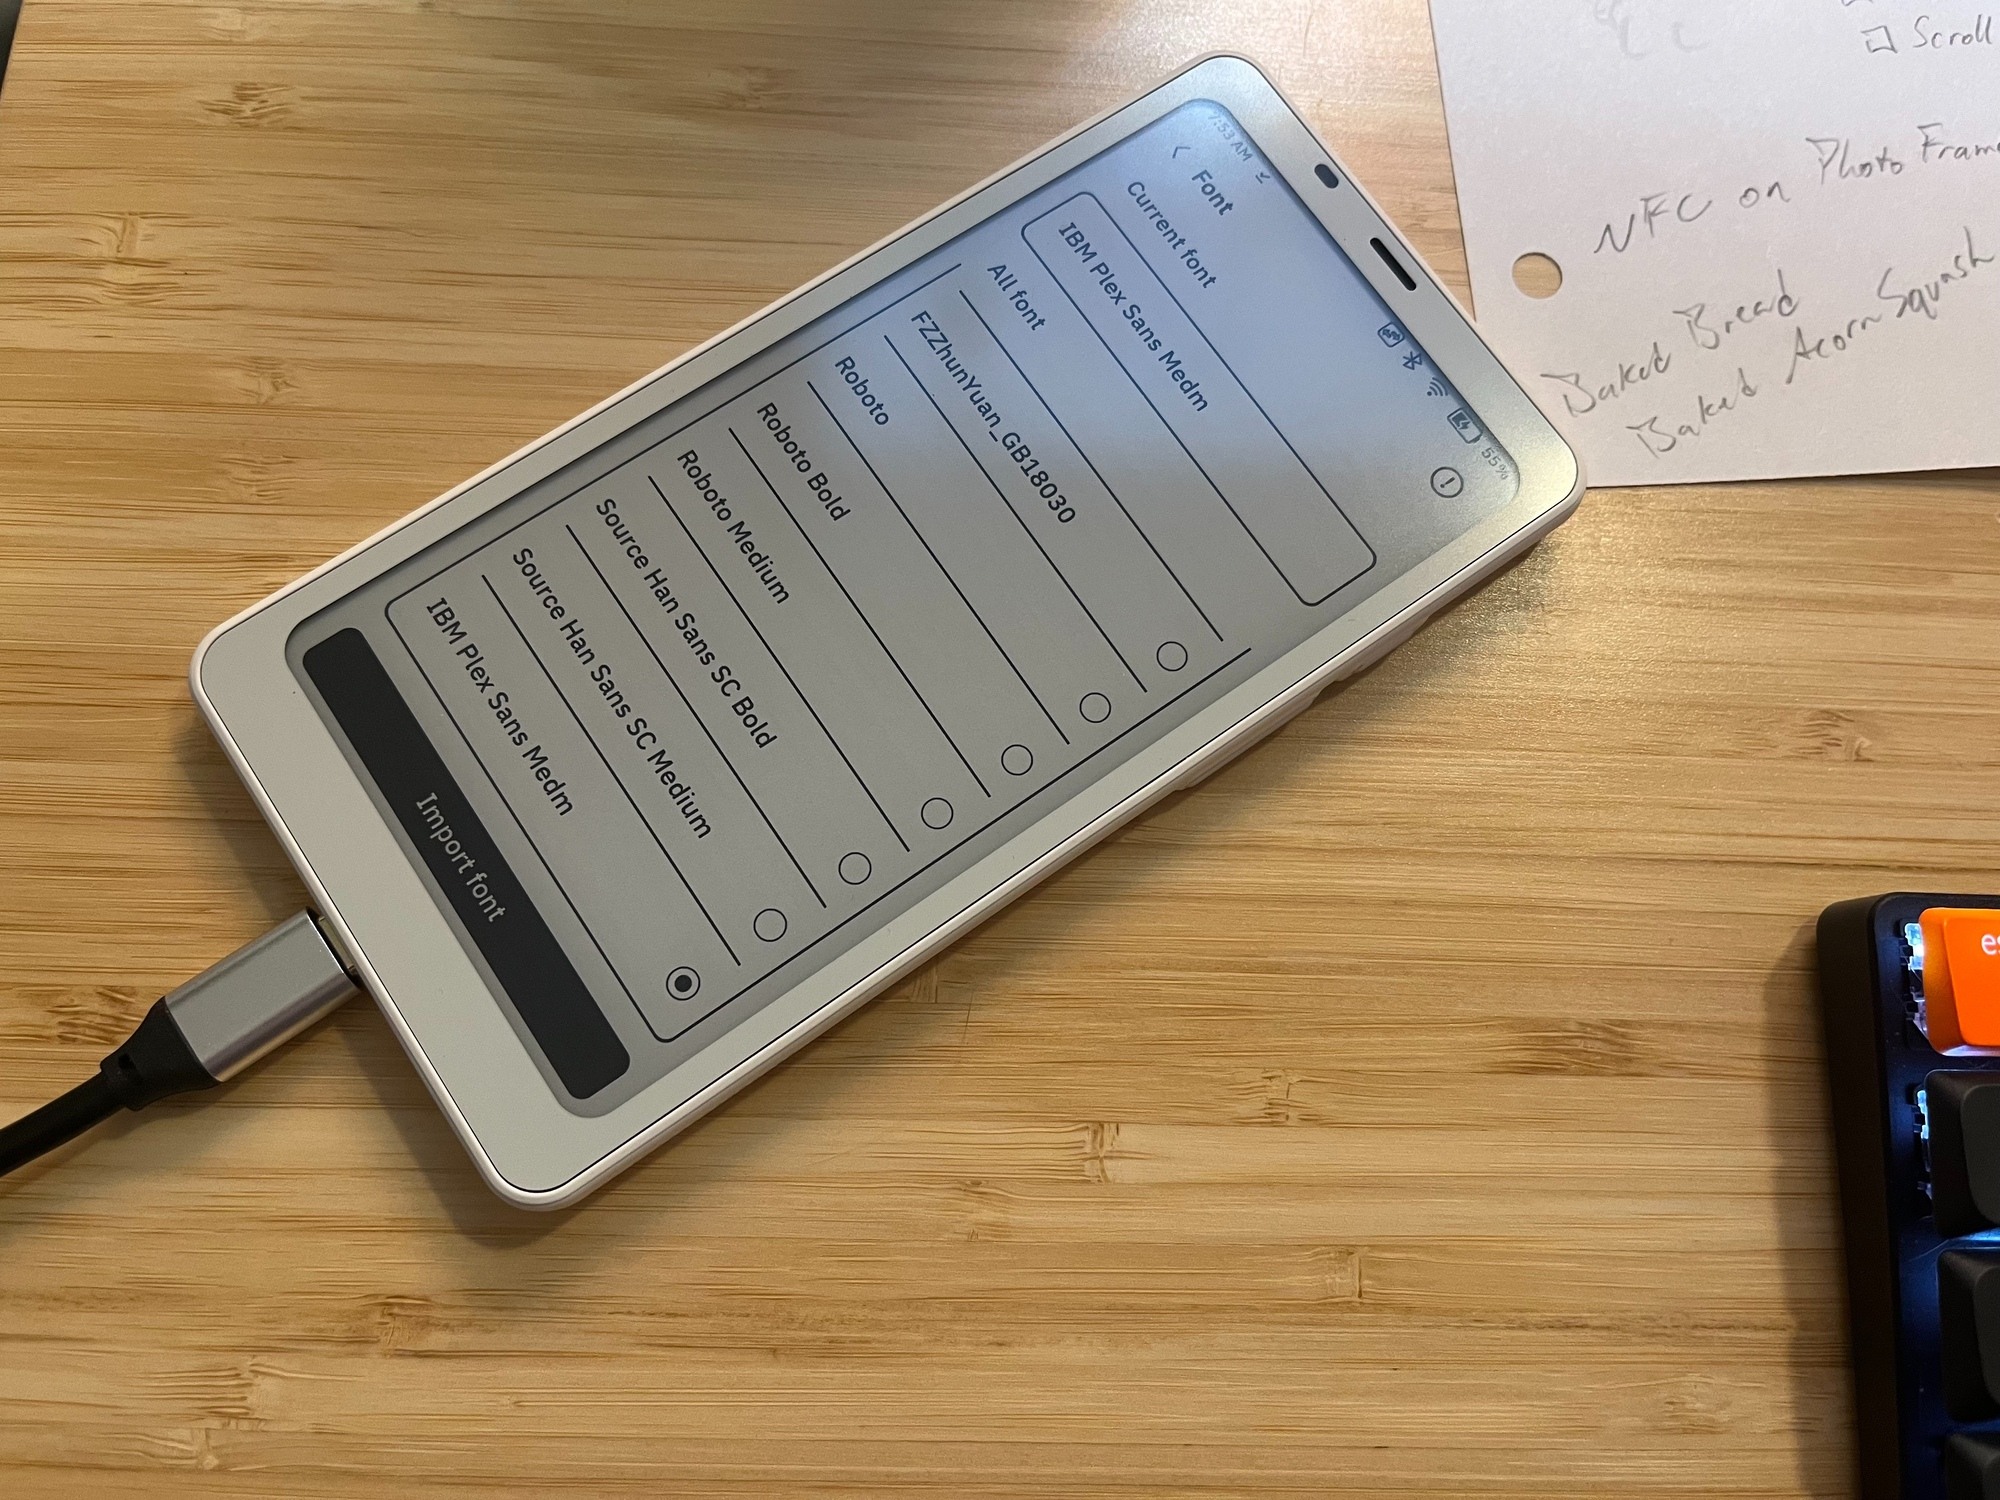 7:53 AM
55%
Font
Current font
IBM Plex Sans Medm
All font
FZZhunYuan_GB18030
Roboto
Roboto Bold
Roboto Medium
Source Han Sans SC Bold
Source Han Sans SC Medium
IBM Plex Sans Medm
Import font
Scroll
NFC on Photo Frame
Baked Bread
Baked Acorn Squash
es